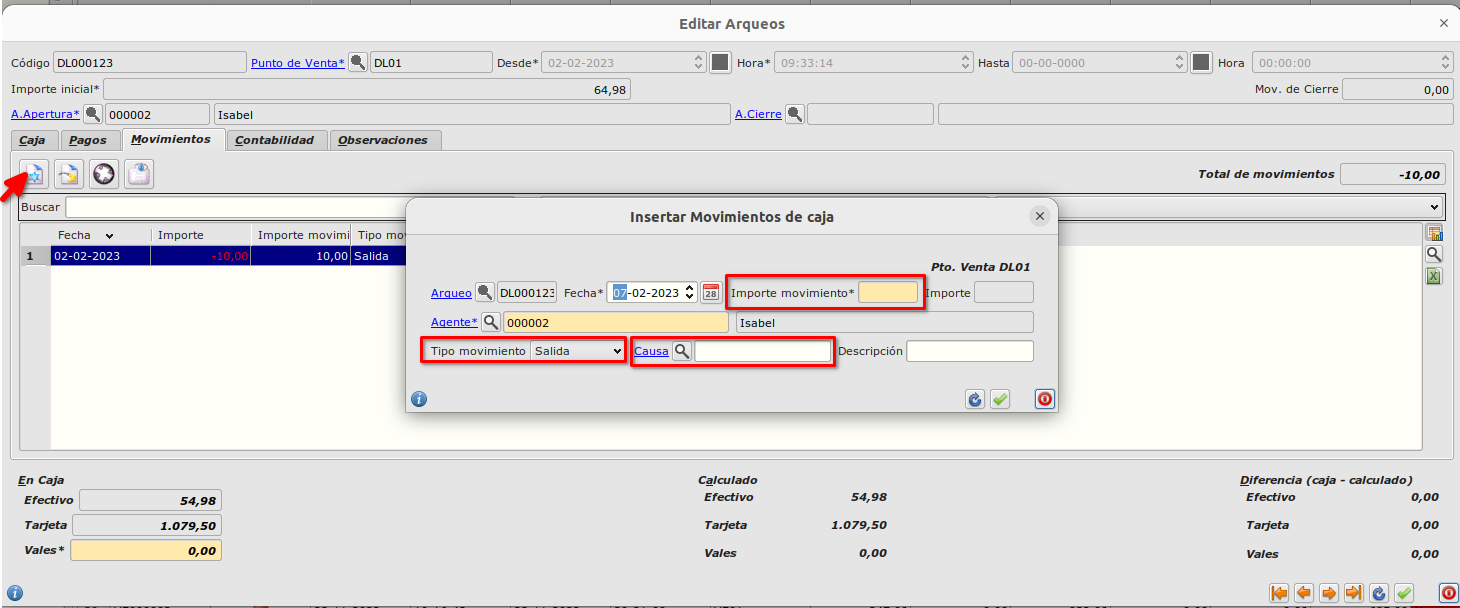 Editar Arqueos
Código DL000123 Punto de Venta* DL01 Desde* 02-02-2023 Hora* 09:33:14 Hasta 00-00-0000 Hora 00:00:00
Importe inicial* 64,98 Mov. de Cierre 0,00
A.Apertura* 000002 Isabel A.Cierre
Caja Pagos Movimientos Contabilidad Observaciones
Total de movimientos -10,00
Buscar
Fecha Importe Importe movimi Tipo mo
1 02-02-2023 -10,00 10,00 Salida
Insertar Movimientos de caja
Pto. Venta DL01
Arqueo DL000123 Fecha* 07-02-2023 28 Importe movimiento* Importe
Agente* 000002 Isabel
Tipo movimiento Salida Causa Descripción
En Caja Calculado Diferencia (caja - calculado)
Efectivo 54,98 Efectivo 54,98 Efectivo 0,00
Tarjeta 1.079,50 Tarjeta 1.079,50 Tarjeta 0,00
Vales* 0,00 Vales 0,00 Vales 0,00